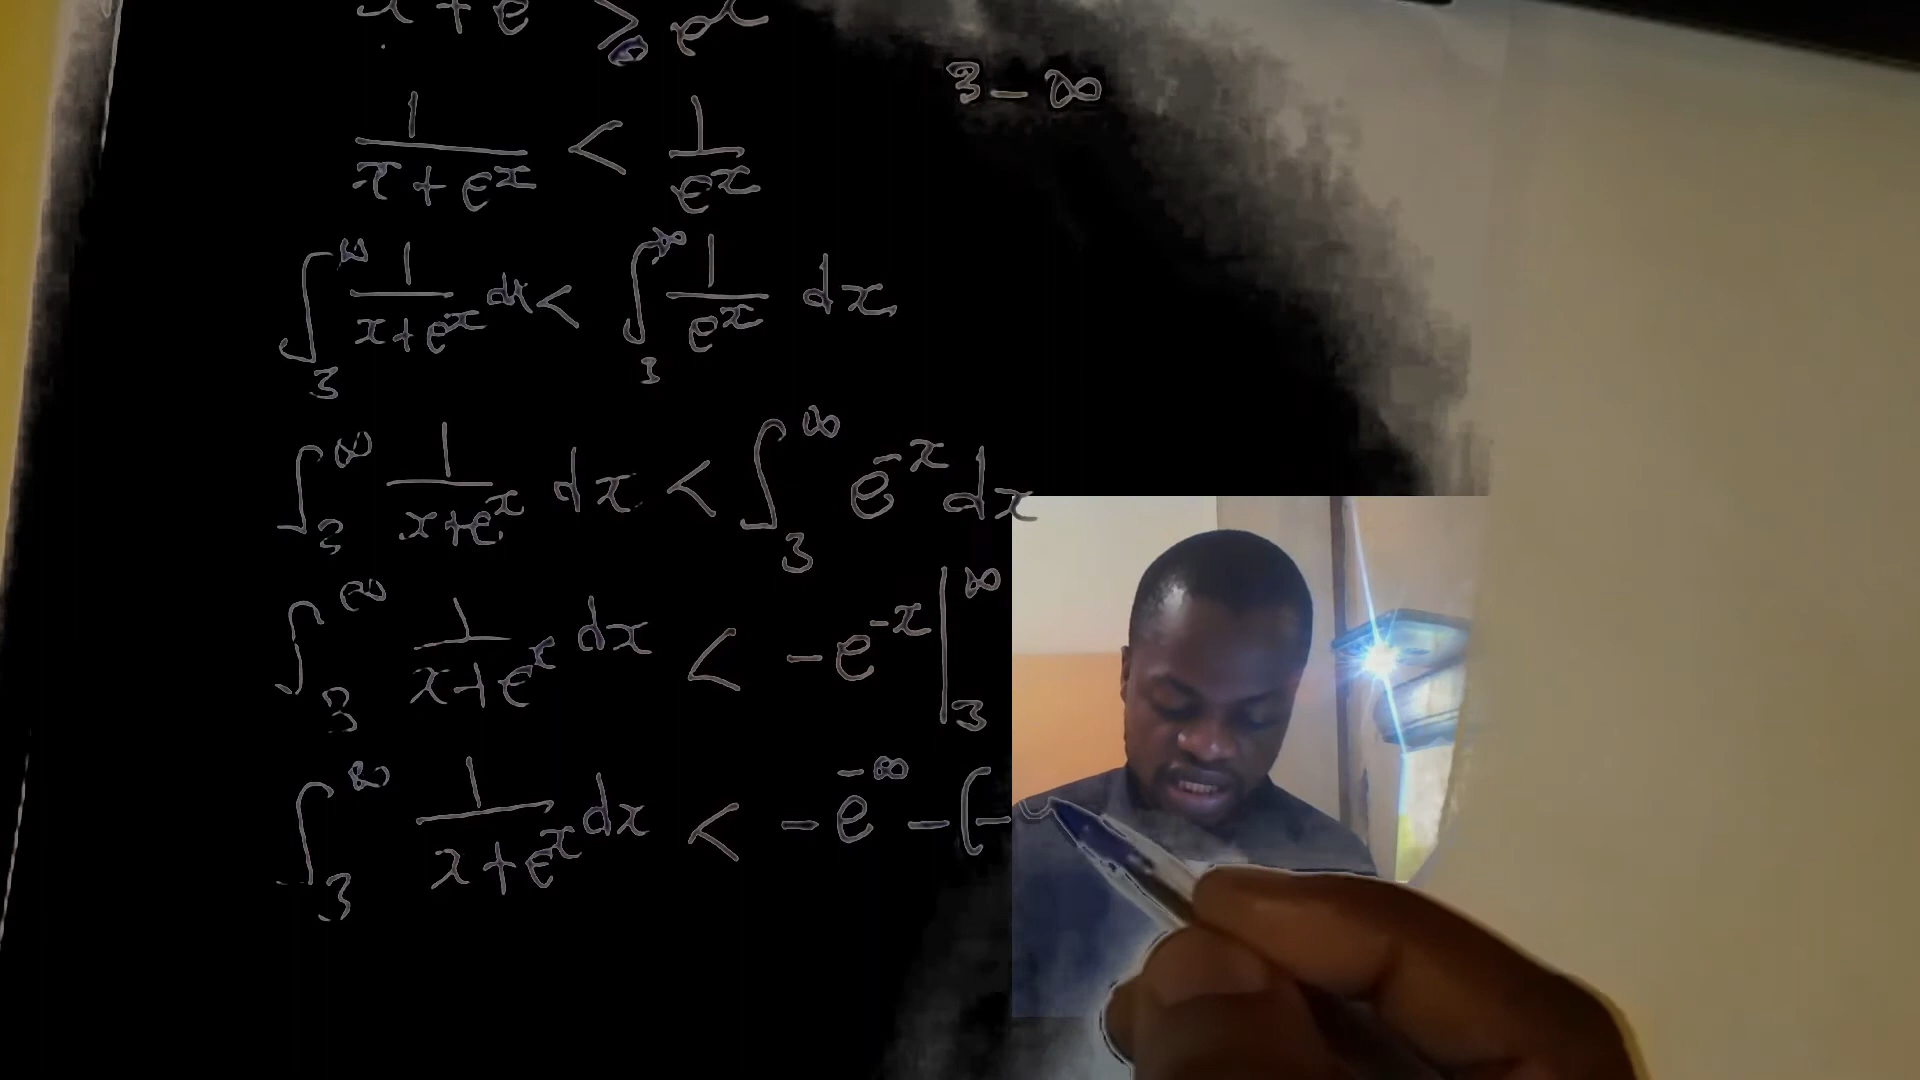 x + e > e^x
3 - ∞
1/(x+e^x) < 1/e^x
∫_3^∞ 1/(x+e^x) dx < ∫_3^∞ 1/e^x dx
∫_3^∞ 1/(x+e^x) dx < ∫_3^∞ e^-x dx
∫_3^∞ 1/(x+e^x) dx < -e^-x |_3^∞
∫_3^∞ 1/(x+e^x) dx < -e^-∞ - (-